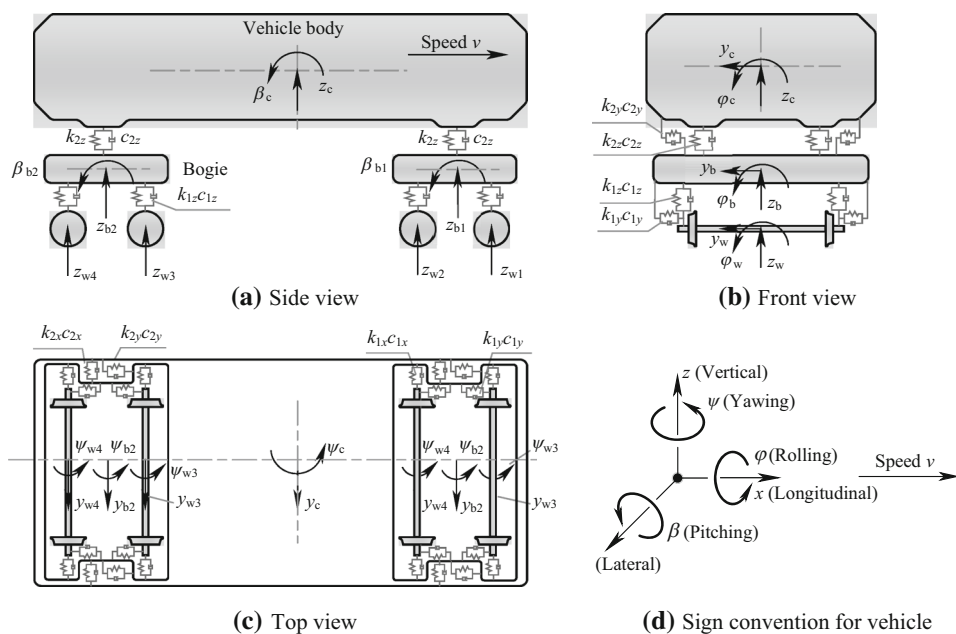 Vehicle body
Speed v
β_c
z_c
k_2z c_2z
k_2z c_2z
β_b2
Bogie
β_b1
k_1z c_1z
z_b2
z_b1
z_w4
z_w3
z_w2
z_w1
(a) Side view
y_c
φ_c
z_c
k_2y c_2y
k_2z c_2z
y_b
k_1z c_1z
φ_b
z_b
k_1y c_1y
y_w
φ_w
z_w
(b) Front view
k_2x c_2x
k_2y c_2y
k_1x c_1x
k_1y c_1y
ψ_w4 ψ_b2
ψ_w3
ψ_c
ψ_w4 ψ_b2
ψ_w3
y_w4 y_b2
y_w3
y_c
y_w4 y_b2
y_w3
(c) Top view
z (Vertical)
ψ (Yawing)
φ (Rolling)
Speed v
x (Longitudinal)
β (Pitching)
(Lateral)
(d) Sign convention for vehicle